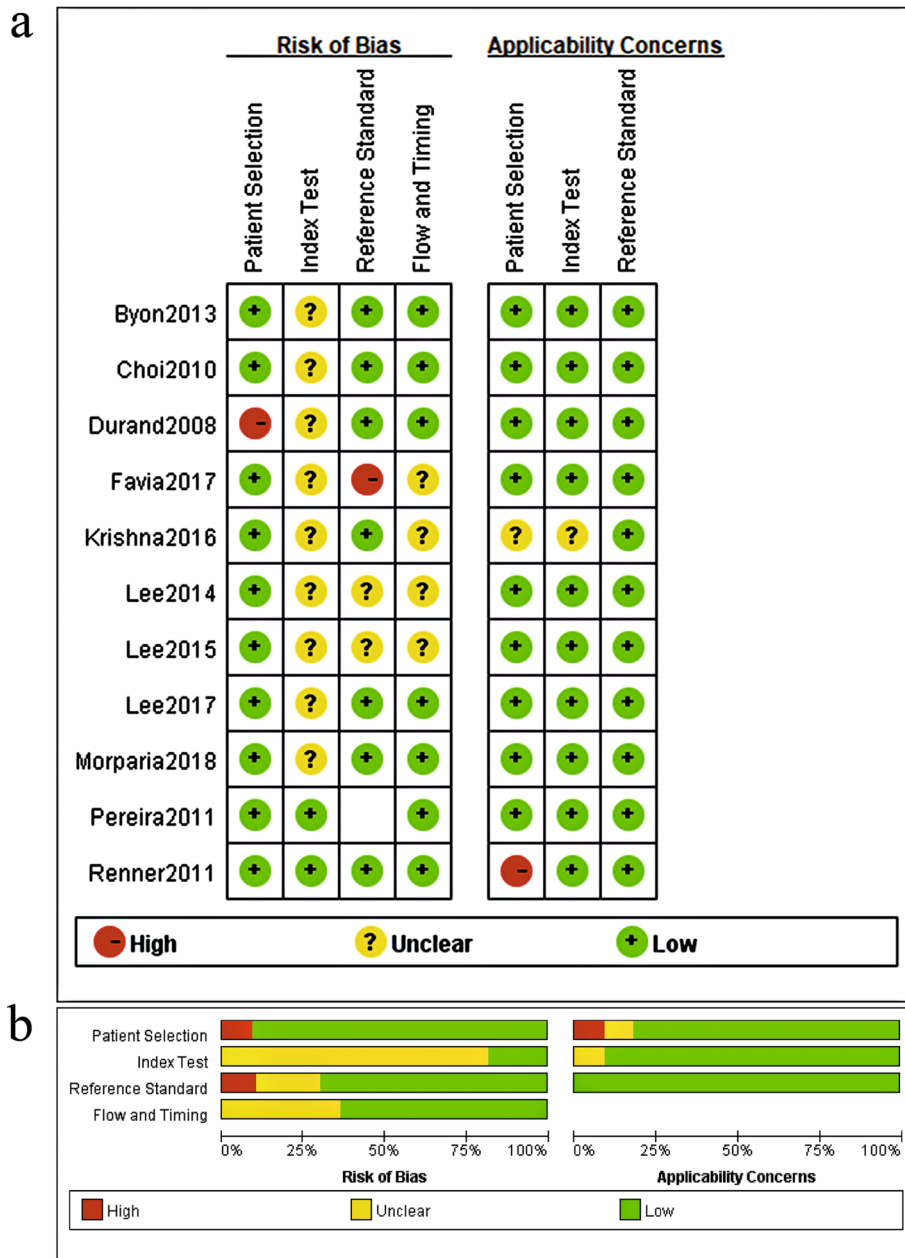 a
Risk of Bias Applicability Concerns
Patient Selection Index Test Reference Standard Flow and Timing Patient Selection Index Test Reference Standard
Byon2013 + ? + + + + +
Choi2010 + ? + + + + +
Durand2008 - ? + + + + +
Favia2017 + ? - ? + + +
Krishna2016 + ? + ? ? ? +
Lee2014 + ? ? ? + + +
Lee2015 + ? ? ? + + +
Lee2017 + ? + + + + +
Morparia2018 + ? + + + + +
Pereira2011 + + + + + +
Renner2011 + + + + - + +
- High ? Unclear + Low
b
Patient Selection
Index Test
Reference Standard
Flow and Timing
0% 25% 50% 75% 100% 0% 25% 50% 75% 100%
Risk of Bias Applicability Concerns
High Unclear Low